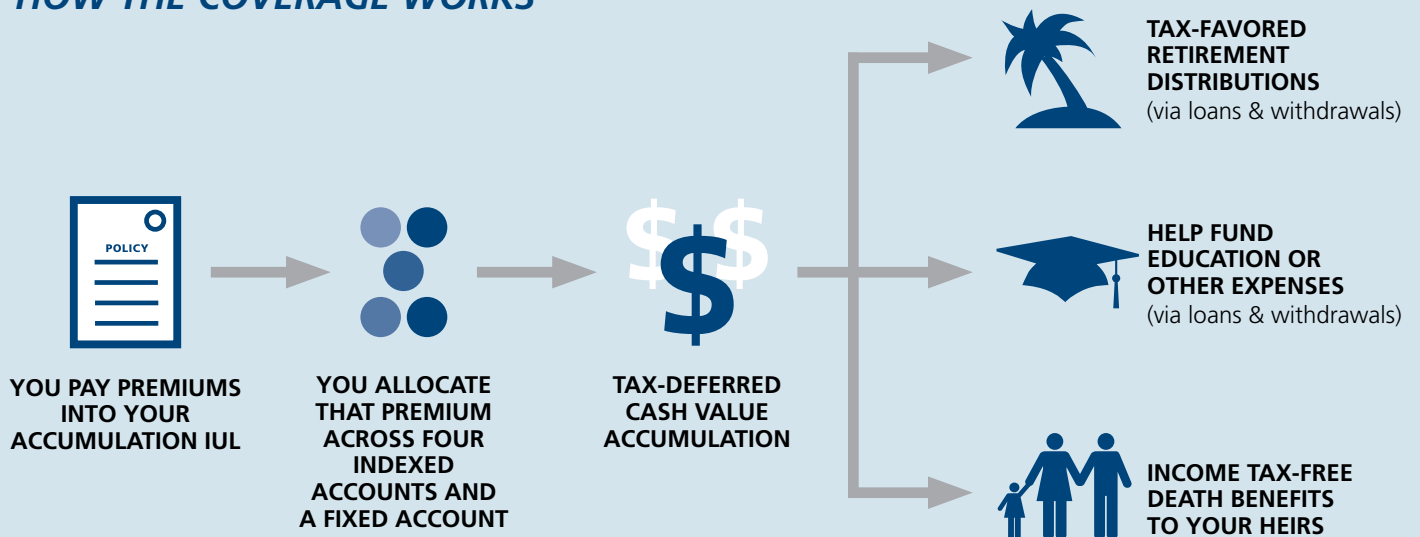 HOW THE COVERAGE WORKS
POLICY
YOU PAY PREMIUMS
INTO YOUR
ACCUMULATION IUL
YOU ALLOCATE
THAT PREMIUM
ACROSS FOUR
INDEXED
ACCOUNTS AND
A FIXED ACCOUNT
$$$
TAX-DEFERRED
CASH VALUE
ACCUMULATION
TAX-FAVORED
RETIREMENT
DISTRIBUTIONS
(via loans & withdrawals)
HELP FUND
EDUCATION OR
OTHER EXPENSES
(via loans & withdrawals)
INCOME TAX-FREE
DEATH BENEFITS
TO YOUR HEIRS